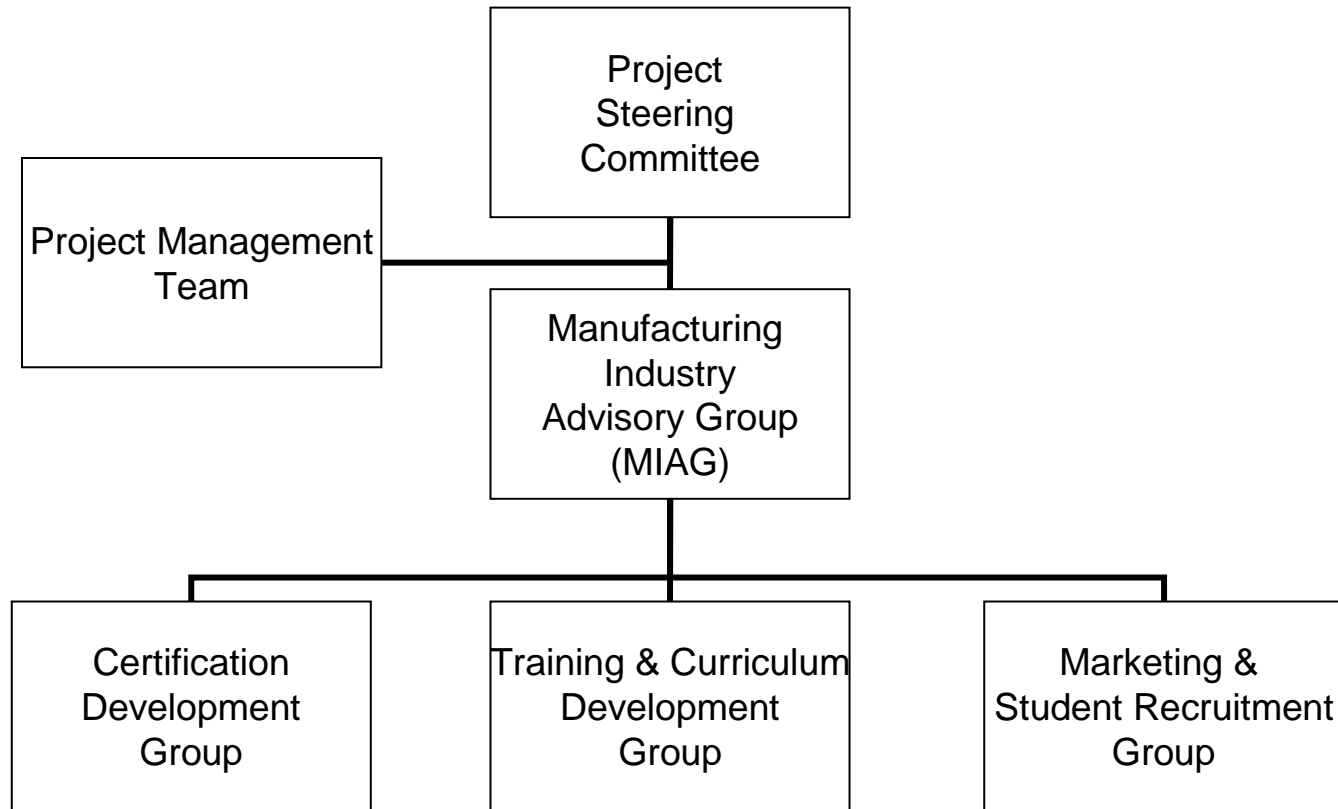 Project
Steering
Committee
Project Management
Team
Manufacturing
Industry
Advisory Group
(MIAG)
Certification
Development
Group
Training & Curriculum
Development
Group
Marketing &
Student Recruitment
Group